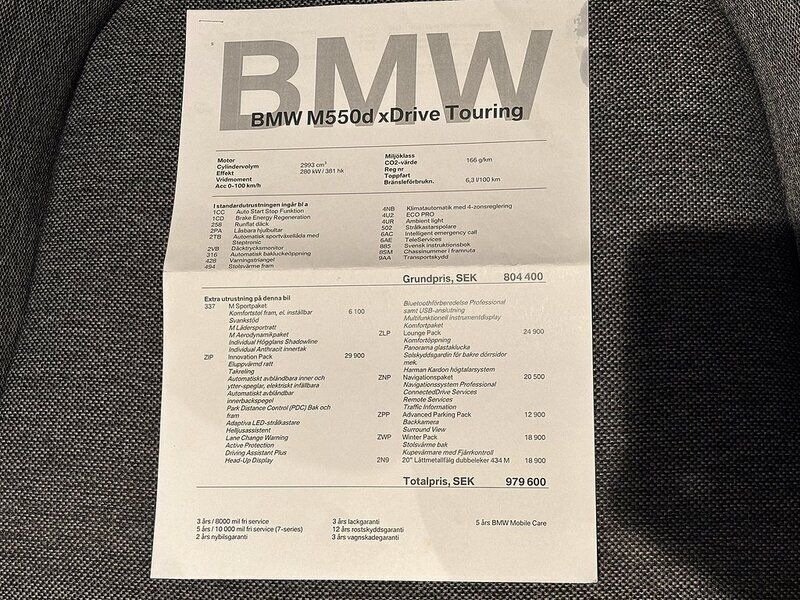 BMW
BMW M550d xDrive Touring
Motor
Cylindervolym 2993 cm³
Effekt 280 kW / 381 hk
Vridmoment
Acc 0-100 km/h
Miljöklass
CO2-värde 166 g/km
Reg nr
Toppfart
Bränsleförbrukn. 6,3 l/100 km
I standardutrustningen ingår bl a
1CC Auto Start Stop Funktion
1CD Brake Energy Regeneration
258 Runflat däck
2PA Låsbara hjulbultar
2TB Automatisk sportväxellåda med
Steptronic
2VB Däcktrycksmonitor
316 Automatisk baklucköppning
428 Varningstriangel
494 Stolsvärme fram
4NB Klimatautomatik med 4-zonsreglering
4U2 ECO PRO
4UR Ambient light
502 Strålkastarspolare
6AC Intelligent emergency call
6AE TeleServices
885 Svensk instruktionsbok
8SM Chassinummer i framruta
9AA Transportskydd
Grundpris, SEK 804 400
Extra utrustning på denna bil
337 M Sportpaket
Komfortstol fram, el. inställbar 6 100
Svankstöd
M Lädersportratt
M Aerodynamikpaket
Individual Högglans Shadowline
Individual Anthracit innertak
ZIP Innovation Pack 29 900
Eluppvärmd ratt
Takreling
Automatiskt avbländbara inner och
ytter-speglar, elektriskt infällbara
Automatiskt avbländbar
innerbackspegel
Park Distance Control (PDC) Bak och
fram
Adaptiva LED-strålkastare
Helljusassistent
Lane Change Warning
Active Protection
Driving Assistant Plus
Head-Up Display
Bluetoothförberedelse Professional
samt USB-anslutning
Multifunktionell instrumentdisplay
Komfortpaket
ZLP Lounge Pack 24 900
Komfortöppning
Panorama glastaklucka
Solskyddsgardin för bakre dörrsidor
mek.
Harman Kardon högtalarsystem
ZNP Navigationspaket 20 500
Navigationssystem Professional
ConnectedDrive Services
Remote Services
Traffic Information
ZPP Advanced Parking Pack 12 900
Backkamera
Surround View
ZWP Winter Pack 18 900
Stolsvärme bak
Kupevärmare med Fjärrkontroll
2N9 20" Lättmetallfälg dubbeleker 434 M 18 900
Totalpris, SEK 979 600
3 års / 8000 mil fri service
5 års / 10 000 mil fri service (7-series)
2 års nybilsgaranti
3 års lackgaranti
12 års rostskyddsgaranti
3 års vagnskadegaranti
5 års BMW Mobile Care